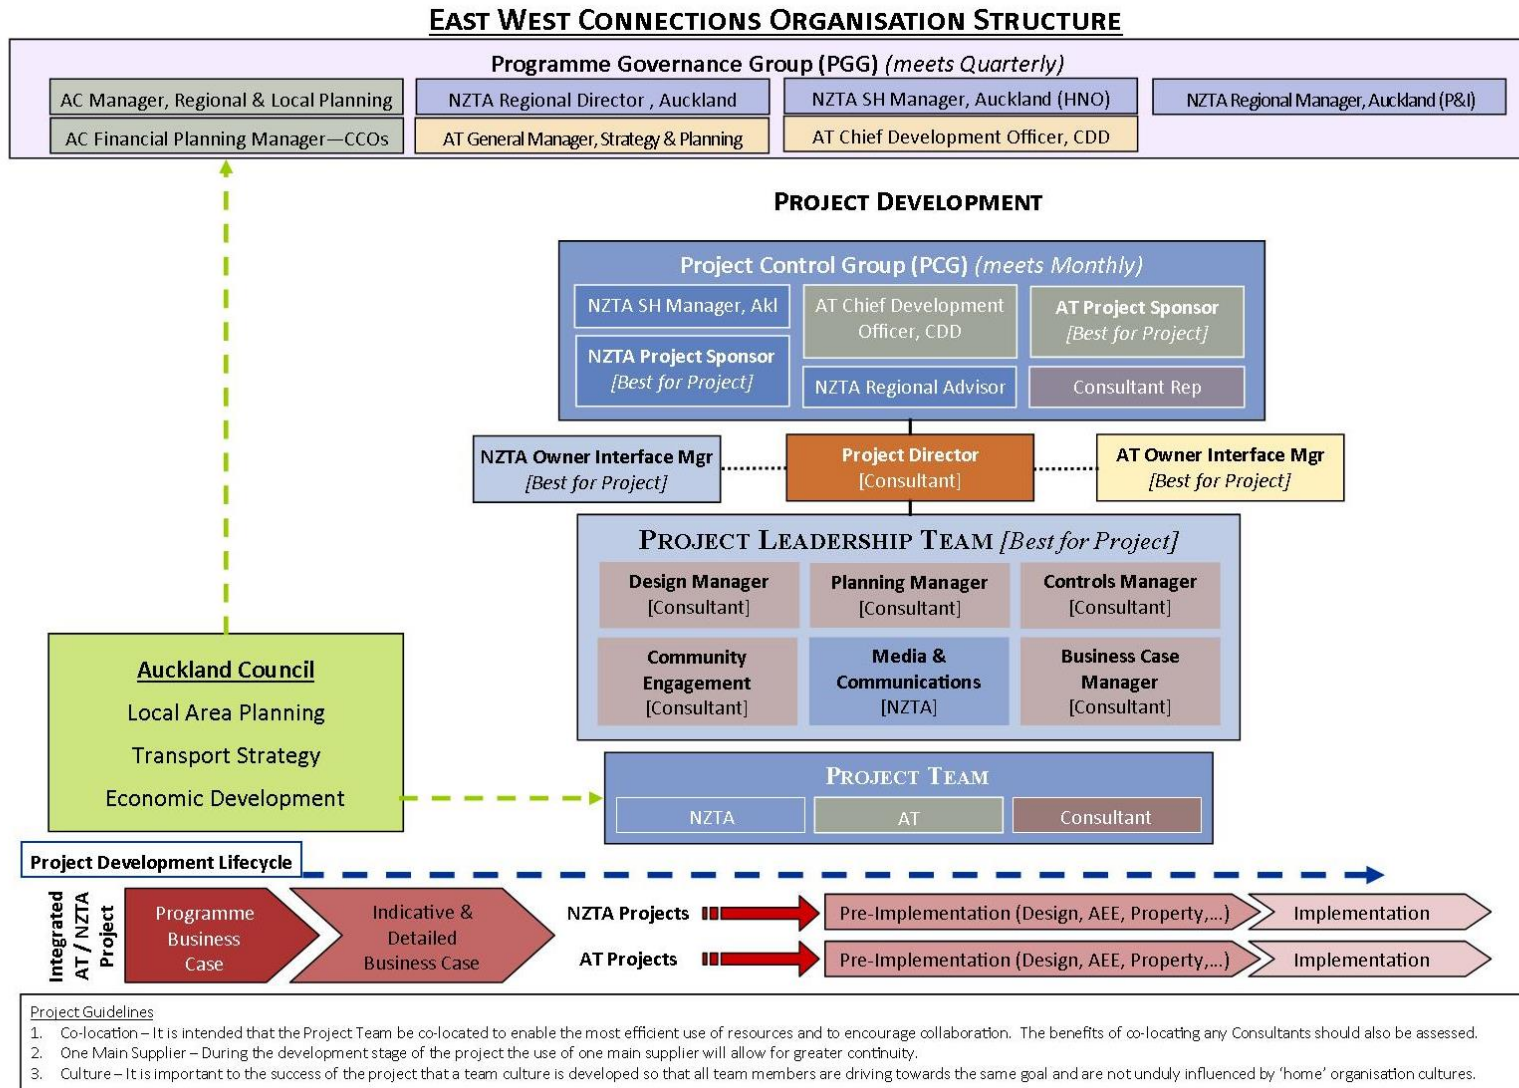 EAST WEST CONNECTIONS ORGANISATION STRUCTURE
Programme Governance Group (PGG) (meets Quarterly)
AC Manager, Regional & Local Planning
NZTA Regional Director , Auckland
NZTA SH Manager, Auckland (HNO)
NZTA Regional Manager, Auckland (P&I)
AC Financial Planning Manager—CCOs
AT General Manager, Strategy & Planning
AT Chief Development Officer, CDD
PROJECT DEVELOPMENT
Project Control Group (PCG) (meets Monthly)
NZTA SH Manager, Akl
AT Chief Development
Officer, CDD
AT Project Sponsor
[Best for Project]
NZTA Project Sponsor
[Best for Project]
NZTA Regional Advisor
Consultant Rep
NZTA Owner Interface Mgr
[Best for Project]
Project Director
[Consultant]
AT Owner Interface Mgr
[Best for Project]
PROJECT LEADERSHIP TEAM [Best for Project]
Design Manager
[Consultant]
Planning Manager
[Consultant]
Controls Manager
[Consultant]
Community
Engagement
[Consultant]
Media &
Communications
[NZTA]
Business Case
Manager
[Consultant]
Auckland Council
Local Area Planning
Transport Strategy
Economic Development
PROJECT TEAM
NZTA
AT
Consultant
Project Development Lifecycle
Integrated
AT / NZTA
Project
Programme
Business
Case
Indicative &
Detailed
Business Case
NZTA Projects
Pre-Implementation (Design, AEE, Property,...)
Implementation
AT Projects
Pre-Implementation (Design, AEE, Property,...)
Implementation
Project Guidelines
1. Co-location – It is intended that the Project Team be co-located to enable the most efficient use of resources and to encourage collaboration. The benefits of co-locating any Consultants should also be assessed.
2. One Main Supplier – During the development stage of the project the use of one main supplier will allow for greater continuity.
3. Culture – It is important to the success of the project that a team culture is developed so that all team members are driving towards the same goal and are not unduly influenced by 'home' organisation cultures.